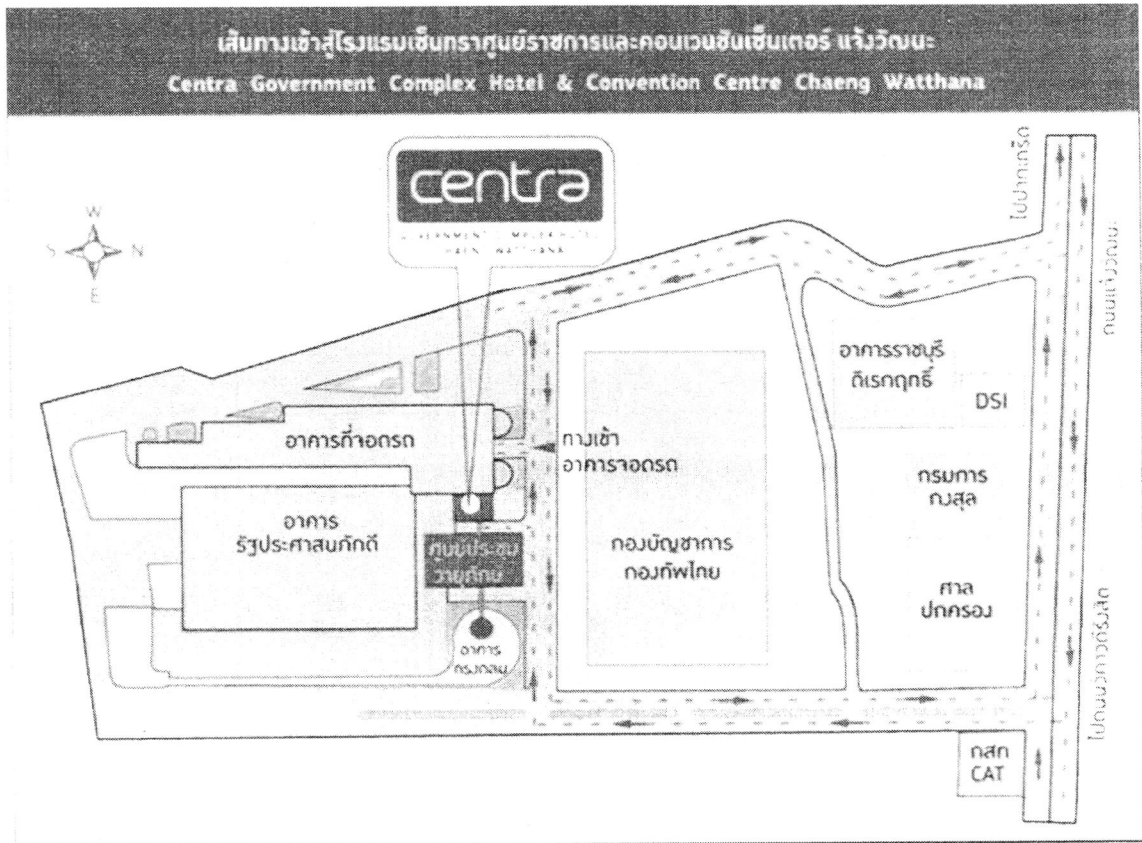 เส้นทางเข้าสู่โรงแรมเซ็นทราศูนย์ราชการและคอนเวนชันเซ็นเตอร์ แจ้งวัฒนะ
Centra Government Complex Hotel & Convention Centre Chaeng Watthana
centra
W
S N
E
ไปปากเกร็ด
ถนนแจ้งวัฒนะ
อาคารราชบุรี
ดิเรกฤทธิ์
DSI
อาคารที่จอดรถ
ทางเข้า
อาคารจอดรถ
กรมการ
กงสุล
อาคาร
รัฐประศาสนภักดี
ศูนย์ประชุม
วายุภักษ์
กองบัญชาการ
กองทัพไทย
ศาล
ปกครอง
อาคาร
ทรงกลม
ไปถนนวิภาวดีรังสิต
กสท
CAT